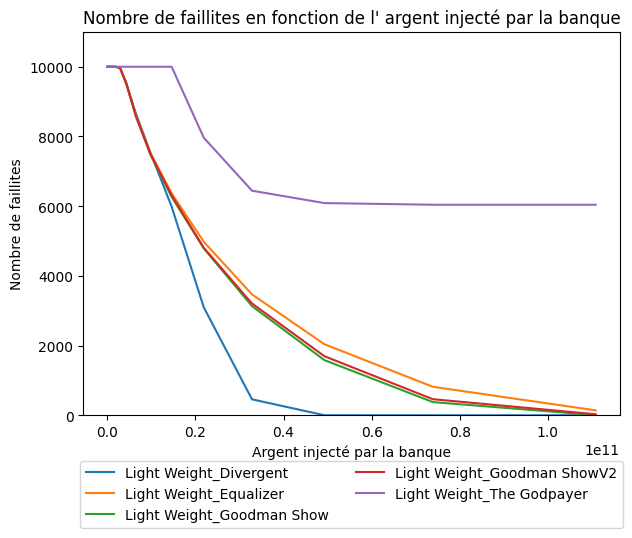 Nombre de faillites en fonction de l' argent injecté par la banque
Nombre de faillites
10000
8000
6000
4000
2000
0
0.0
0.2
0.4
0.6
0.8
1.0
1e11
Argent injecté par la banque
Light Weight_Divergent
Light Weight_Equalizer
Light Weight_Goodman Show
Light Weight_Goodman ShowV2
Light Weight_The Godpayer